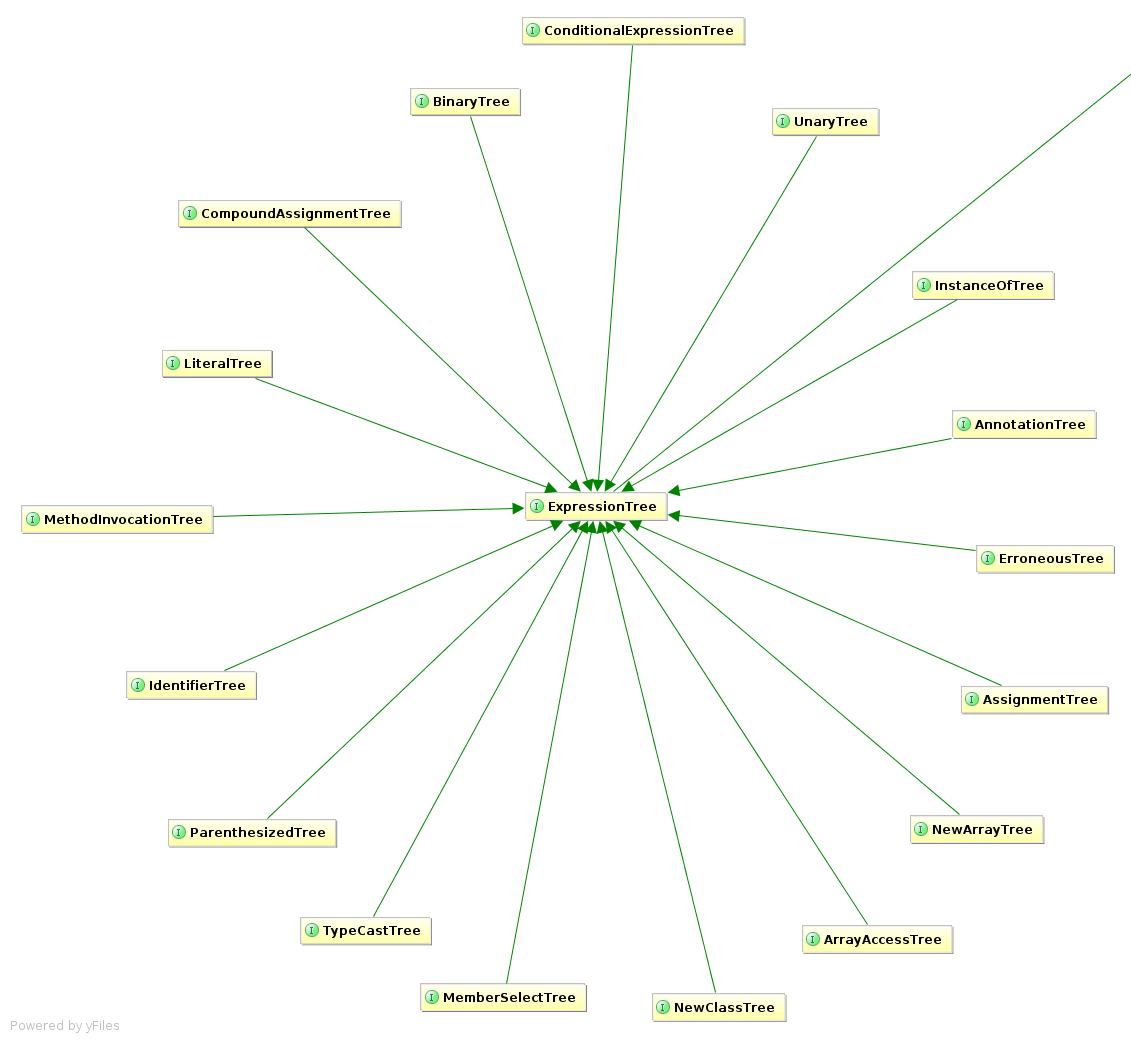 ConditionalExpressionTree
BinaryTree
UnaryTree
CompoundAssignmentTree
InstanceOfTree
LiteralTree
AnnotationTree
ExpressionTree
MethodInvocationTree
ErroneousTree
IdentifierTree
AssignmentTree
ParenthesizedTree
NewArrayTree
TypeCastTree
ArrayAccessTree
MemberSelectTree
NewClassTree
Powered by yFiles